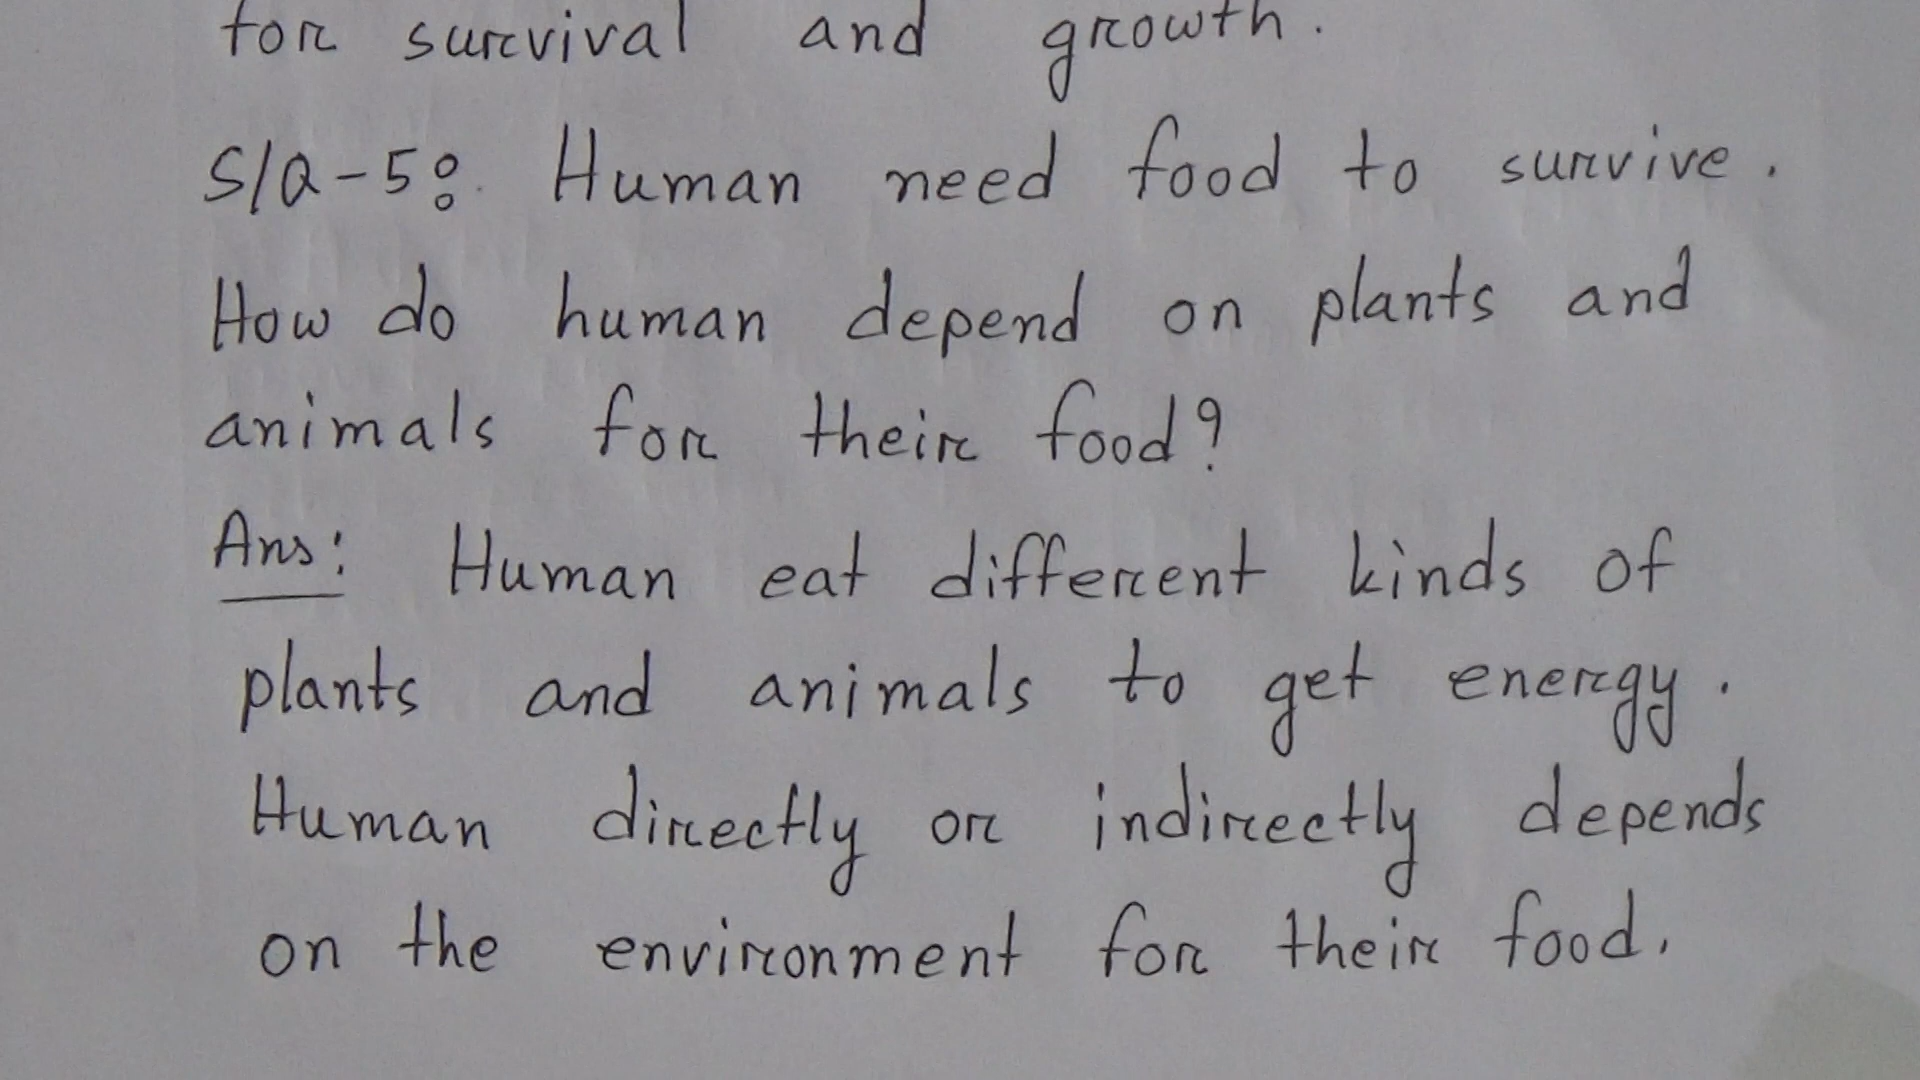 for survival and growth.
S/Q-5: Human need food to survive.
How do human depend on plants and
animals for their food?
Ans: Human eat different kinds of
plants and animals to get energy.
Human directly or indirectly depends
on the environment for their food.